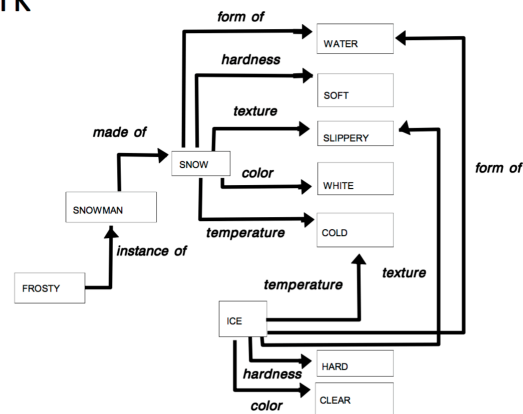 form of
WATER
hardness
SOFT
texture
SLIPPERY
made of
SNOW
color
WHITE
form of
SNOWMAN
temperature
COLD
instance of
FROSTY
temperature
texture
ICE
HARD
hardness
CLEAR
color